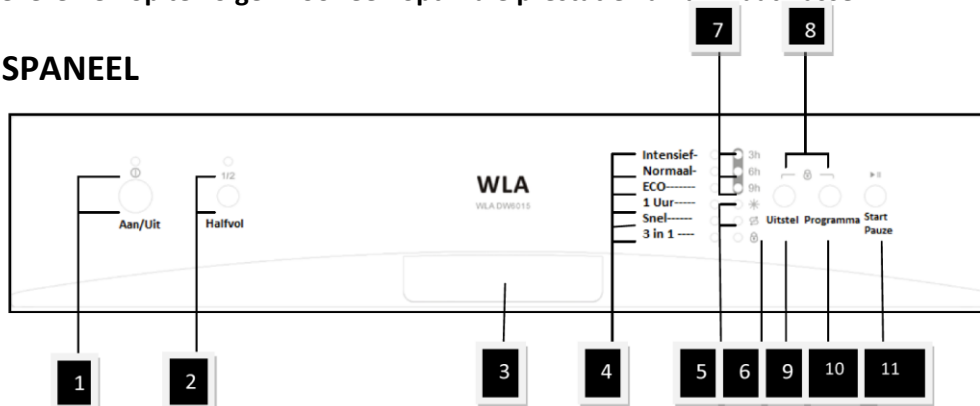 7 8
SPANEEL
Intensief- 3h
Normaal- 6h
ECO------- 9h
1 Uur-----
Snel------
3 in 1 ----
1/2
WLA
WLA DW6015
Aan/Uit
Halfvol
Uitstel Programma Start
Pauze
1 2 3 4 5 6 9 10 11